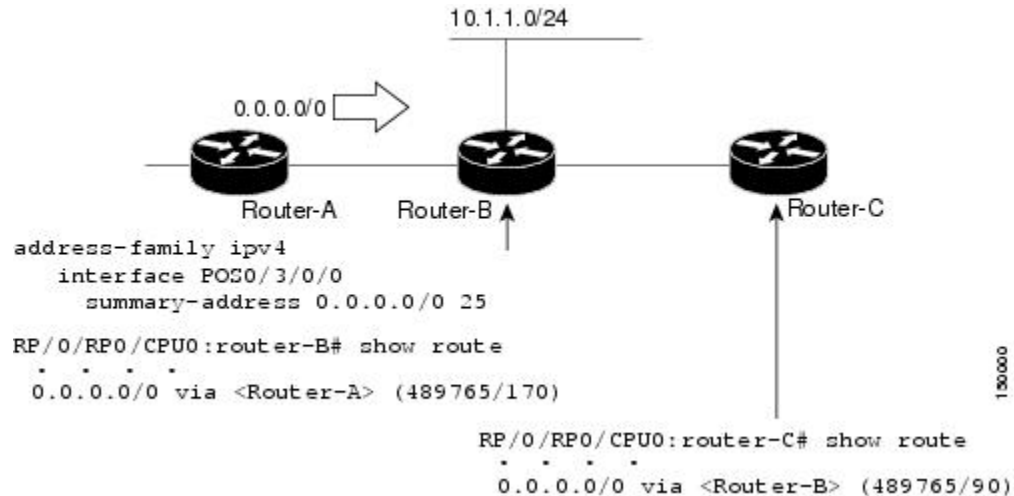 10.1.1.0/24
0.0.0.0/0
Router-A
Router-B
Router-C
address-family ipv4
interface POS0/3/0/0
summary-address 0.0.0.0/0 25
RP/0/RP0/CPU0:router-B# show route
. . . .
0.0.0.0/0 via <Router-A> (489765/170)
RP/0/RP0/CPU0:router-C# show route
. . . .
0.0.0.0/0 via <Router-B> (489765/90)
150000